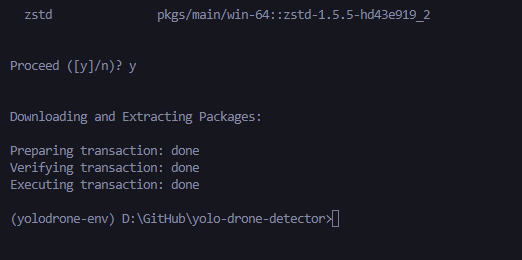 zstd pkgs/main/win-64::zstd-1.5.5-hd43e919_2
Proceed ([y]/n)? y
Downloading and Extracting Packages:
Preparing transaction: done
Verifying transaction: done
Executing transaction: done
(yolodrone-env) D:\GitHub\yolo-drone-detector>